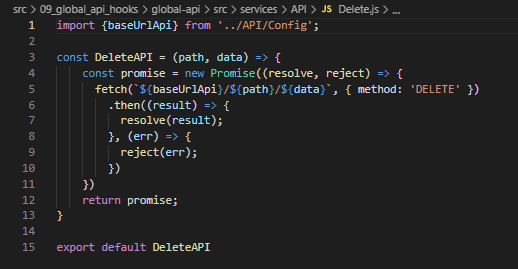 src > 09_global_api_hooks > global-api > src > services > API > JS Delete.js > ...
1 import {baseUrlApi} from '../API/Config';
2
3 const DeleteAPI = (path, data) => {
4     const promise = new Promise((resolve, reject) => {
5       fetch(`${baseUrlApi}/${path}/${data}`, { method: 'DELETE' })
6         .then((result) => {
7           resolve(result);
8         }, (err) => {
9           reject(err);
10         })
11     })
12     return promise;
13 }
14
15 export default DeleteAPI